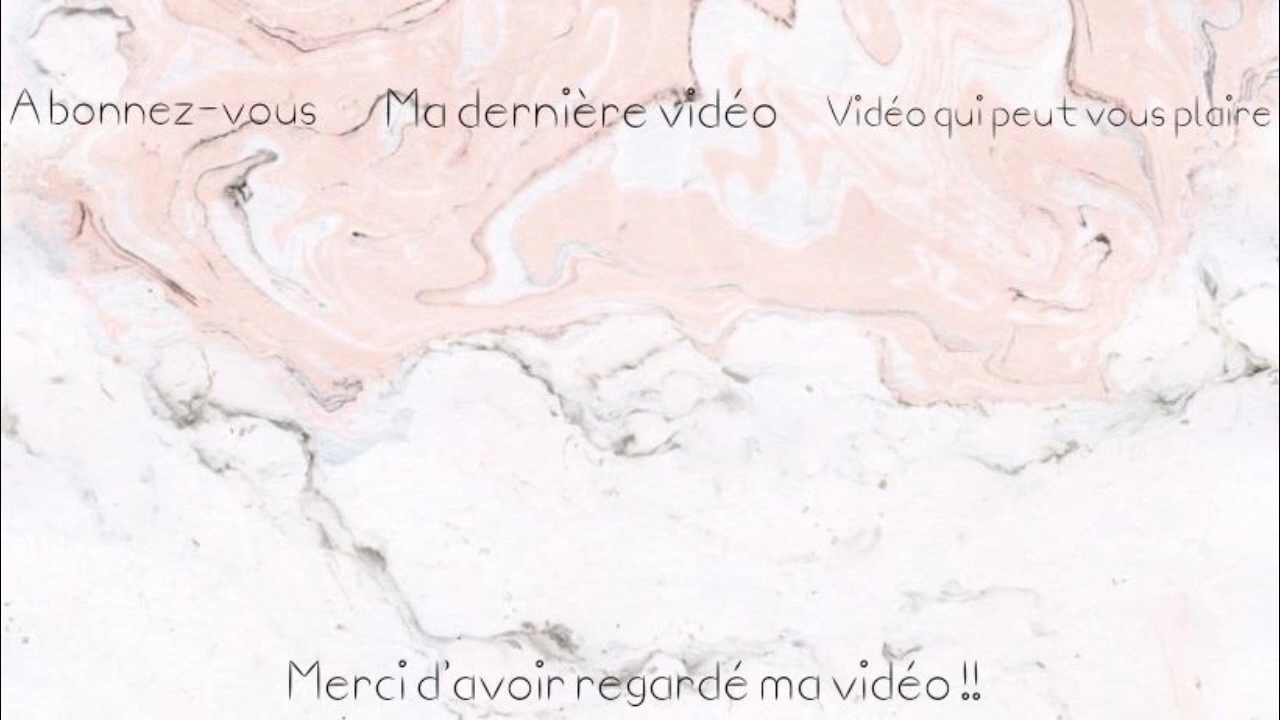 Abonnez-vous Ma dernière vidéo Vidéo qui peut vous plaire
Merci d'avoir regardé ma vidéo !!